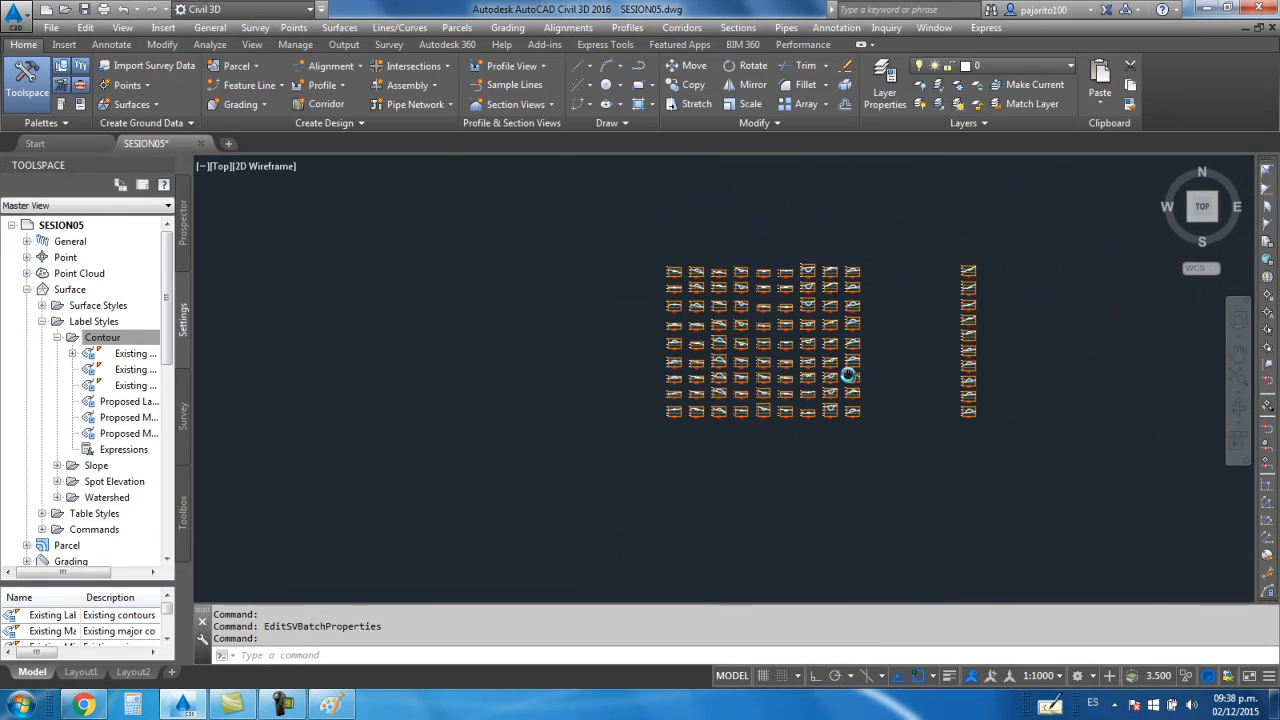 Civil 3D
Autodesk AutoCAD Civil 3D 2016 SESION05.dwg
Type a keyword or phrase
pajarito100
C3D
File Edit View Insert General Survey Points Surfaces Lines/Curves Parcels Grading Alignments Profiles Corridors Sections Pipes Annotation Inquiry Window Express
Home Insert Annotate Modify Analyze View Manage Output Survey Autodesk 360 Help Add-ins Express Tools Featured Apps BIM 360 Performance
Toolspace
Import Survey Data
Points
Surfaces
Parcel
Feature Line
Grading
Alignment
Profile
Corridor
Intersections
Assembly
Pipe Network
Profile View
Sample Lines
Section Views
Move
Copy
Stretch
Rotate
Mirror
Scale
Trim
Fillet
Array
Layer
Properties
0
Make Current
Match Layer
Paste
Palettes Create Ground Data Create Design Profile & Section Views Draw Modify Layers Clipboard
Start SESION05*
TOOLSPACE
Master View
SESION05
General
Point
Point Cloud
Surface
Surface Styles
Label Styles
Contour
Existing ...
Existing ...
Existing ...
Proposed La...
Proposed M...
Proposed M...
Expressions
Slope
Spot Elevation
Watershed
Table Styles
Commands
Parcel
Grading
Name Description
Existing Lal Existing contours
Existing Ma Existing major co
Prospector
Settings
Survey
Toolbox
[−][Top][2D Wireframe]
N
W TOP E
S
WCS
Command:
Command: EditSVBatchProperties
Command:
Type a command
Model Layout1 Layout2
MODEL 1:1000 3.500
C3D
ES
09:38 p.m.
02/12/2015